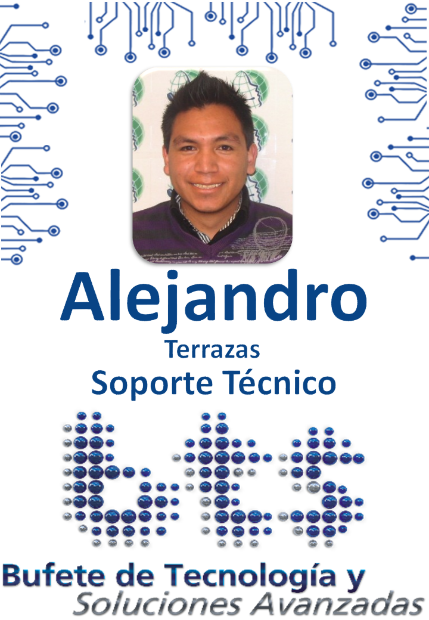 Alejandro
Terrazas
Soporte Técnico
bts
Bufete de Tecnología y
Soluciones Avanzadas